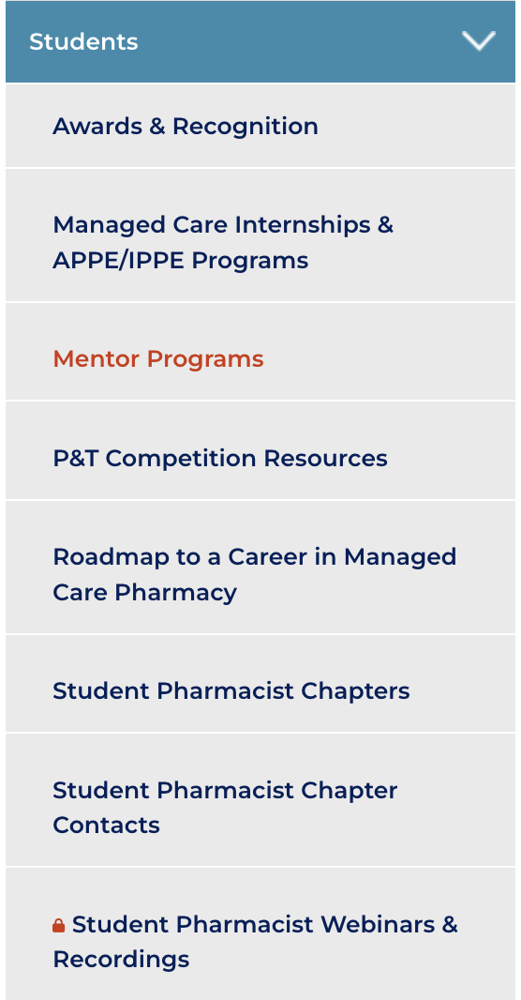 Students
Awards & Recognition
Managed Care Internships &
APPE/IPPE Programs
Mentor Programs
P&T Competition Resources
Roadmap to a Career in Managed
Care Pharmacy
Student Pharmacist Chapters
Student Pharmacist Chapter
Contacts
Student Pharmacist Webinars &
Recordings